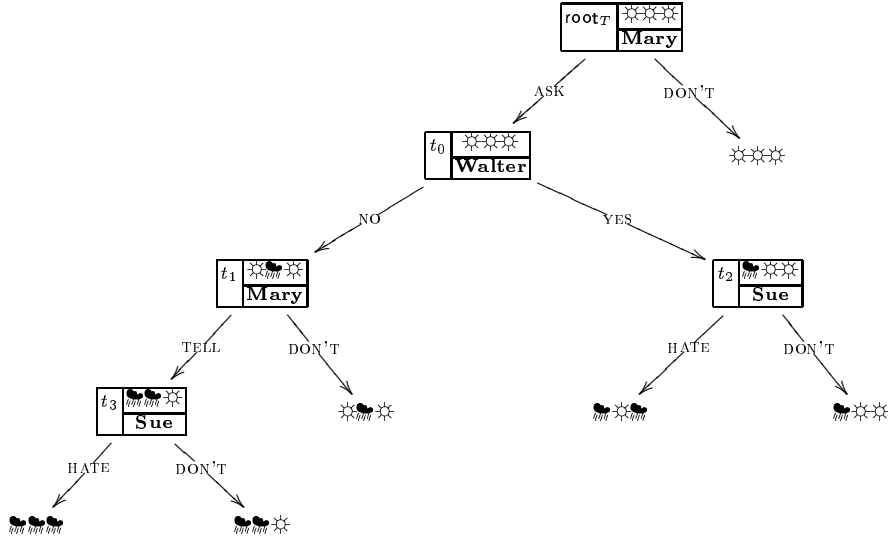 root_T
Mary
ASK
DON'T
t_0
Walter
NO
YES
t_1
Mary
t_2
Sue
TELL
DON'T
HATE
DON'T
t_3
Sue
HATE
DON'T